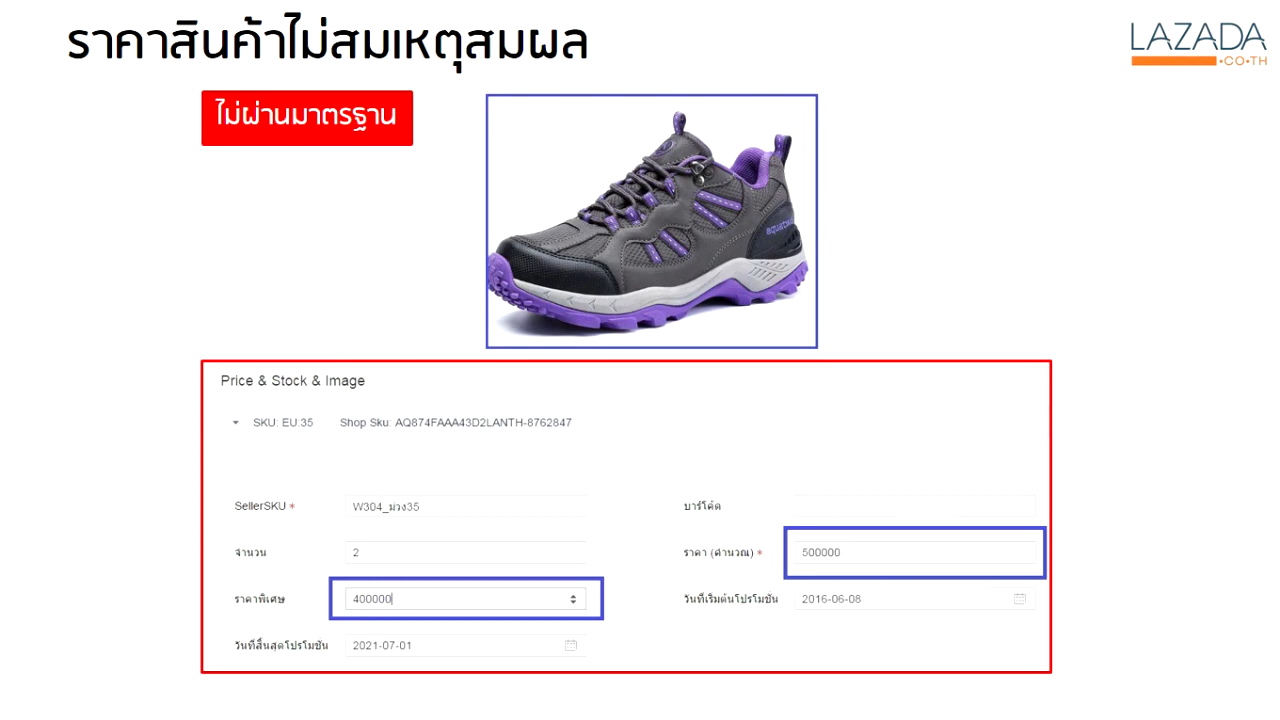 ราคาสินค้าไม่สมเหตุสมผล
LAZADA
•CO•TH
ไม่ผ่านมาตรฐาน
Price & Stock & Image
SKU: EU:35 Shop Sku: AQ874FAAA43D2LANTH-8762847
SellerSKU * W304_ม่วง35 บาร์โค้ด
จำนวน 2 ราคา (คำนวณ) * 500000
ราคาพิเศษ 400000 วันที่เริ่มต้นโปรโมชั่น 2016-06-08
วันที่สิ้นสุดโปรโมชั่น 2021-07-01